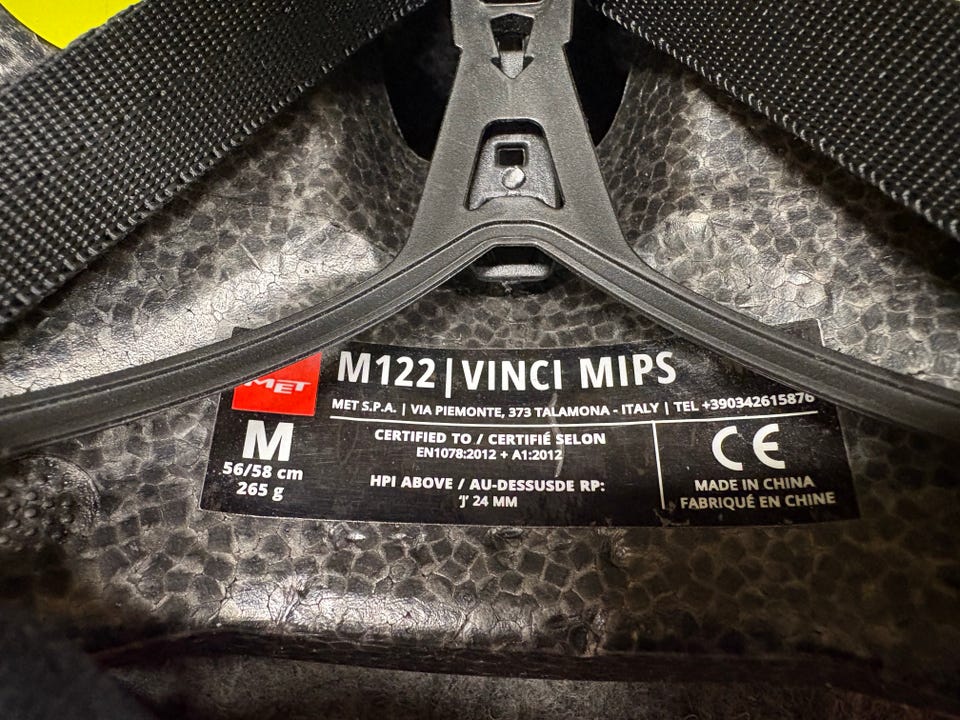 MET
M122 | VINCI MIPS
MET S.P.A. | VIA PIEMONTE, 373 TALAMONA - ITALY | TEL +390342615876
M
56/58 cm
265 g
CERTIFIED TO / CERTIFIÉ SELON
EN1078:2012 + A1:2012
HPI ABOVE / AU-DESSUSDE RP:
'J' 24 MM
CE
MADE IN CHINA
FABRIQUÉ EN CHINE